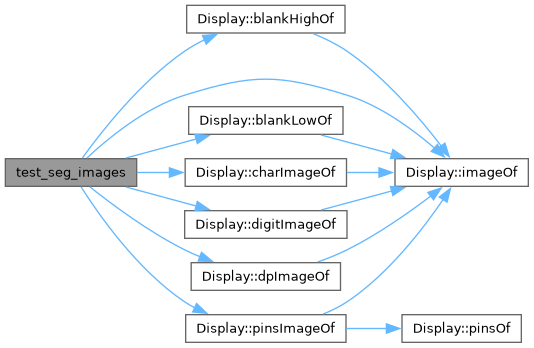 Display::blankHighOf
Display::blankLowOf
test_seg_images
Display::charImageOf
Display::imageOf
Display::digitImageOf
Display::dpImageOf
Display::pinsImageOf
Display::pinsOf